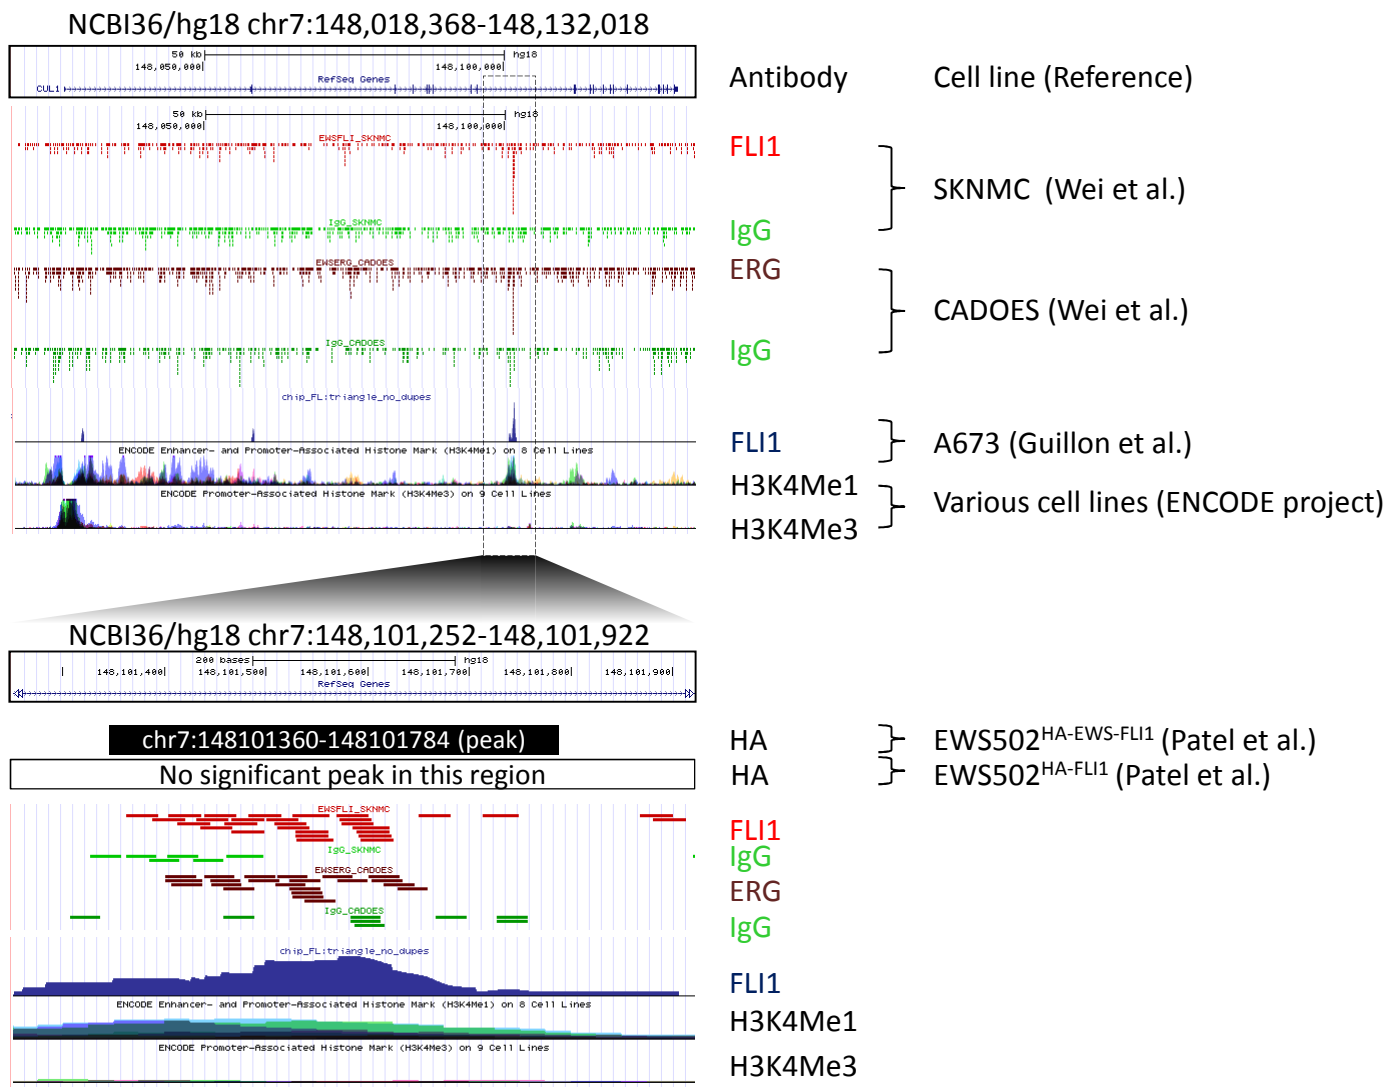 NCBI36/hg18 chr7:148,018,368-148,132,018
50 kb hg18
148,050,000 148,100,000
RefSeq Genes
CUL1
Antibody Cell line (Reference)
50 kb hg18
148,050,000 148,100,000
EWSFLI_SKNMC
FLI1
SKNMC (Wei et al.)
IgG_SKNMC
IgG
EWSERG_CADOES
ERG
CADOES (Wei et al.)
IgG_CADOES
IgG
chip_FL:triangle_no_dupes
FLI1 A673 (Guillon et al.)
ENCODE Enhancer- and Promoter-Associated Histone Mark (H3K4Me1) on 8 Cell Lines
H3K4Me1
ENCODE Promoter-Associated Histone Mark (H3K4Me3) on 9 Cell Lines
Various cell lines (ENCODE project)
H3K4Me3
NCBI36/hg18 chr7:148,101,252-148,101,922
200 bases hg18
148,101,400 148,101,500 148,101,600 148,101,700 148,101,800 148,101,900
RefSeq Genes
chr7:148101360-148101784 (peak)
HA EWS502HA-EWS-FLI1 (Patel et al.)
No significant peak in this region
HA EWS502HA-FLI1 (Patel et al.)
EWSFLI_SKNMC
FLI1
IgG_SKNMC
IgG
EWSERG_CADOES
ERG
IgG_CADOES
IgG
chip_FL:triangle_no_dupes
FLI1
ENCODE Enhancer- and Promoter-Associated Histone Mark (H3K4Me1) on 8 Cell Lines
H3K4Me1
ENCODE Promoter-Associated Histone Mark (H3K4Me3) on 9 Cell Lines
H3K4Me3